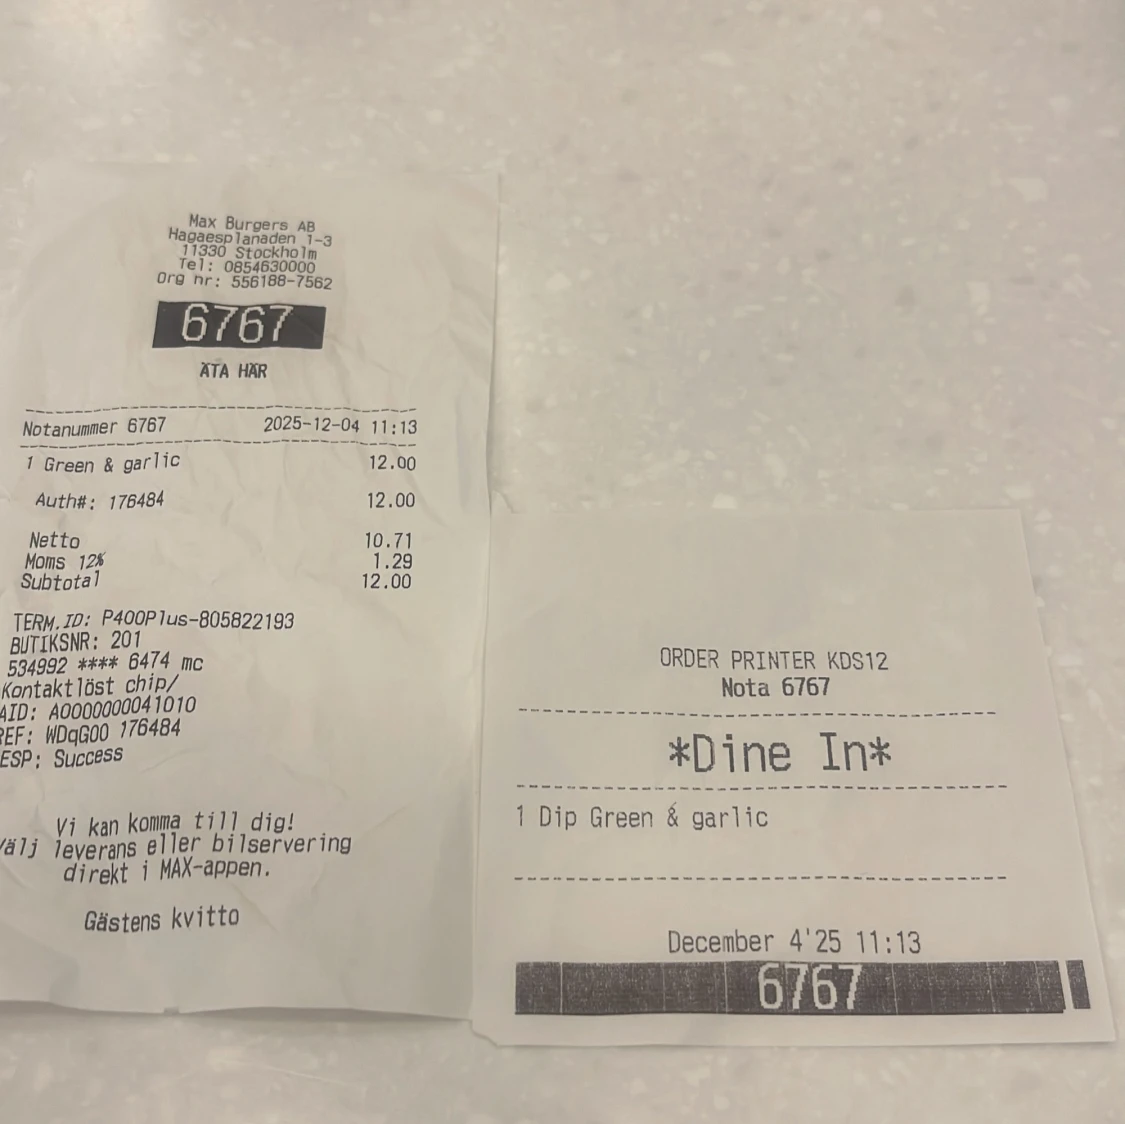 Max Burgers AB
Hagaesplanaden 1-3
11330 Stockholm
Tel: 0854630000
Org nr: 556188-7562
6767
ÄTA HÄR
Notanummer 6767 2025-12-04 11:13
1 Green & garlic 12.00
Auth#: 176484 12.00
Netto 10.71
Moms 12% 1.29
Subtotal 12.00
TERM.ID: P400Plus-805822193
BUTIKSNR: 201
534992 **** 6474 mc
Kontaktlöst chip/
AID: A0000000041010
REF: WDqG00 176484
ESP: Success
Vi kan komma till dig!
Välj leverans eller bilservering
direkt i MAX-appen.
Gästens kvitto
ORDER PRINTER KDS12
Nota 6767
*Dine In*
1 Dip Green & garlic
December 4'25 11:13
6767